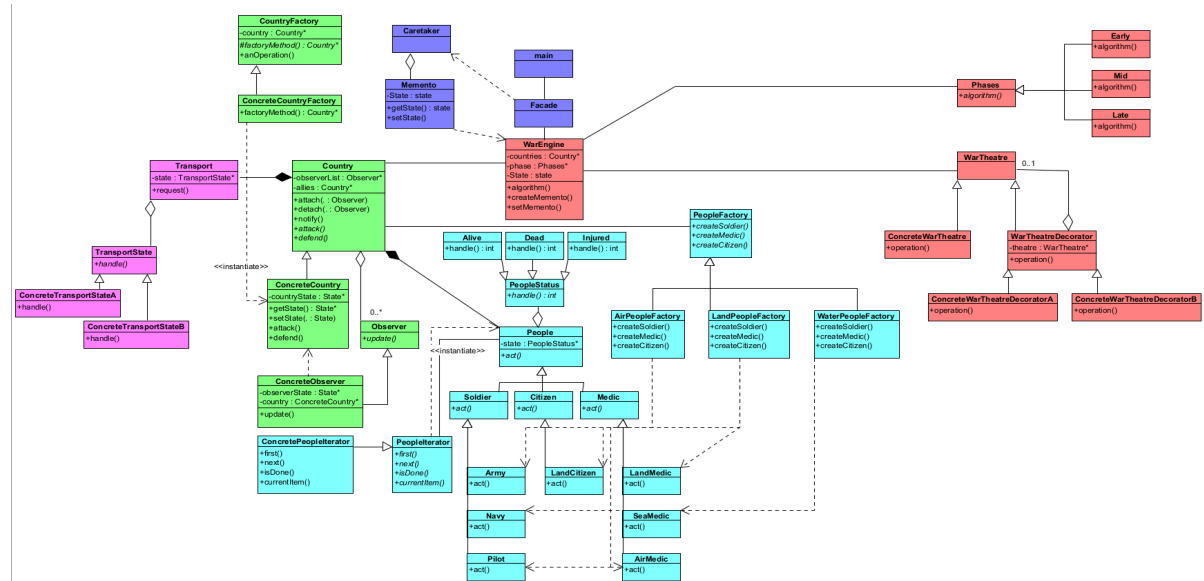 CountryFactory
-country : Country*
#factoryMethod() : Country*
+anOperation()
ConcreteCountryFactory
+factoryMethod() : Country*
Caretaker
Memento
-State : state
+getState() : state
+setState()
main
Facade
WarEngine
-countries : Country*
-phase : Phases*
-State : state
+algorithm()
+createMemento()
+setMemento()
Phases
+algorithm()
Early
+algorithm()
Mid
+algorithm()
Late
+algorithm()
Transport
-state : TransportState*
+request()
TransportState
+handle()
ConcreteTransportStateA
+handle()
ConcreteTransportStateB
+handle()
Country
-observerList : Observer*
-allies : Country*
+attach(. : Observer)
+detach(. : Observer)
+notify()
+attack()
+defend()
<<instantiate>>
ConcreteCountry
-countryState : State*
+getState() : State*
+setState(. : State)
+attack()
+defend()
0..*
Observer
+update()
ConcreteObserver
-observerState : State*
-country : ConcreteCountry*
+update()
WarTheatre
0..1
ConcreteWarTheatre
+operation()
WarTheatreDecorator
-theatre : WarTheatre*
+operation()
ConcreteWarTheatreDecoratorA
+operation()
ConcreteWarTheatreDecoratorB
+operation()
PeopleFactory
+createSoldier()
+createMedic()
+createCitizen()
Alive
+handle() : int
Dead
+handle() : int
Injured
+handle() : int
PeopleStatus
+handle() : int
AirPeopleFactory
+createSoldier()
+createMedic()
+createCitizen()
LandPeopleFactory
+createSoldier()
+createMedic()
+createCitizen()
WaterPeopleFactory
+createSoldier()
+createMedic()
+createCitizen()
People
-state : PeopleStatus*
+act()
<<instantiate>>
Soldier
+act()
Citizen
+act()
Medic
+act()
ConcretePeopleIterator
+first()
+next()
+isDone()
+currentItem()
PeopleIterator
+first()
+next()
+isDone()
+currentItem()
Army
+act()
LandCitizen
+act()
LandMedic
+act()
Navy
+act()
SeaMedic
+act()
Pilot
+act()
AirMedic
+act()